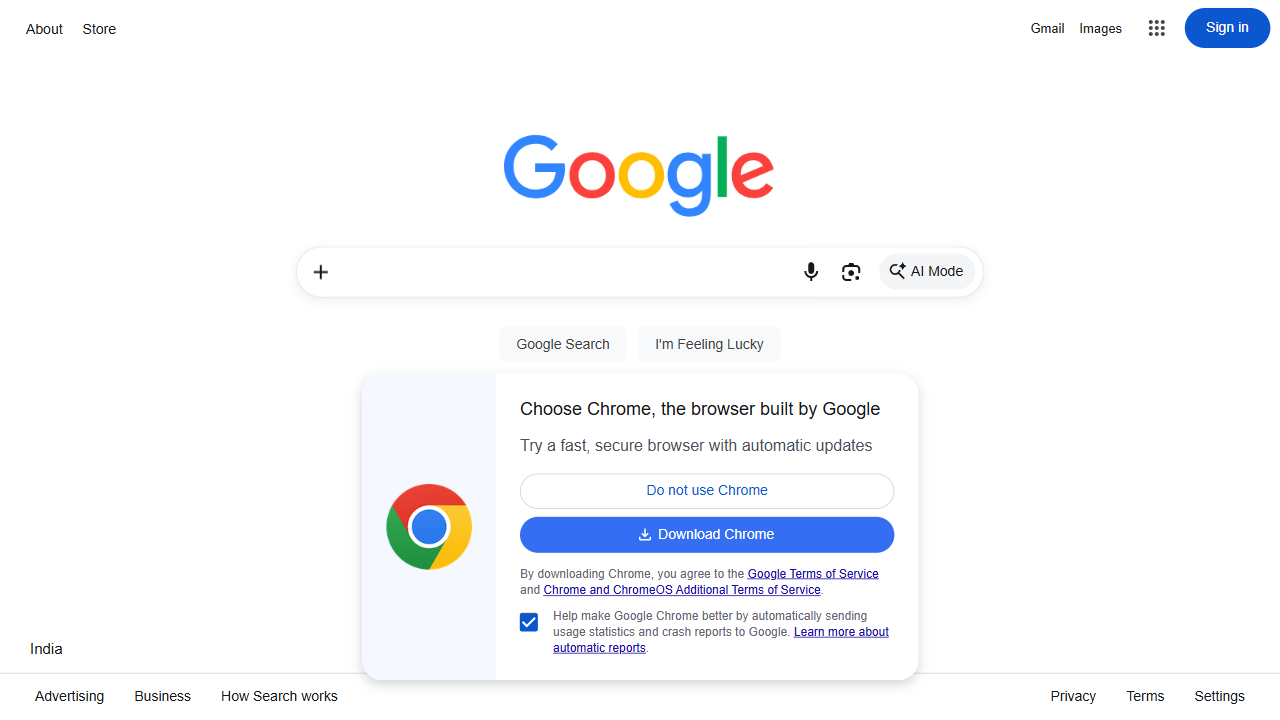 About Store Gmail Images Sign in
Google
AI Mode
Google Search I'm Feeling Lucky
Choose Chrome, the browser built by Google
Try a fast, secure browser with automatic updates
Do not use Chrome
Download Chrome
By downloading Chrome, you agree to the Google Terms of Service
and Chrome and ChromeOS Additional Terms of Service.
Help make Google Chrome better by automatically sending
usage statistics and crash reports to Google. Learn more about
automatic reports.
India
Advertising Business How Search works Privacy Terms Settings